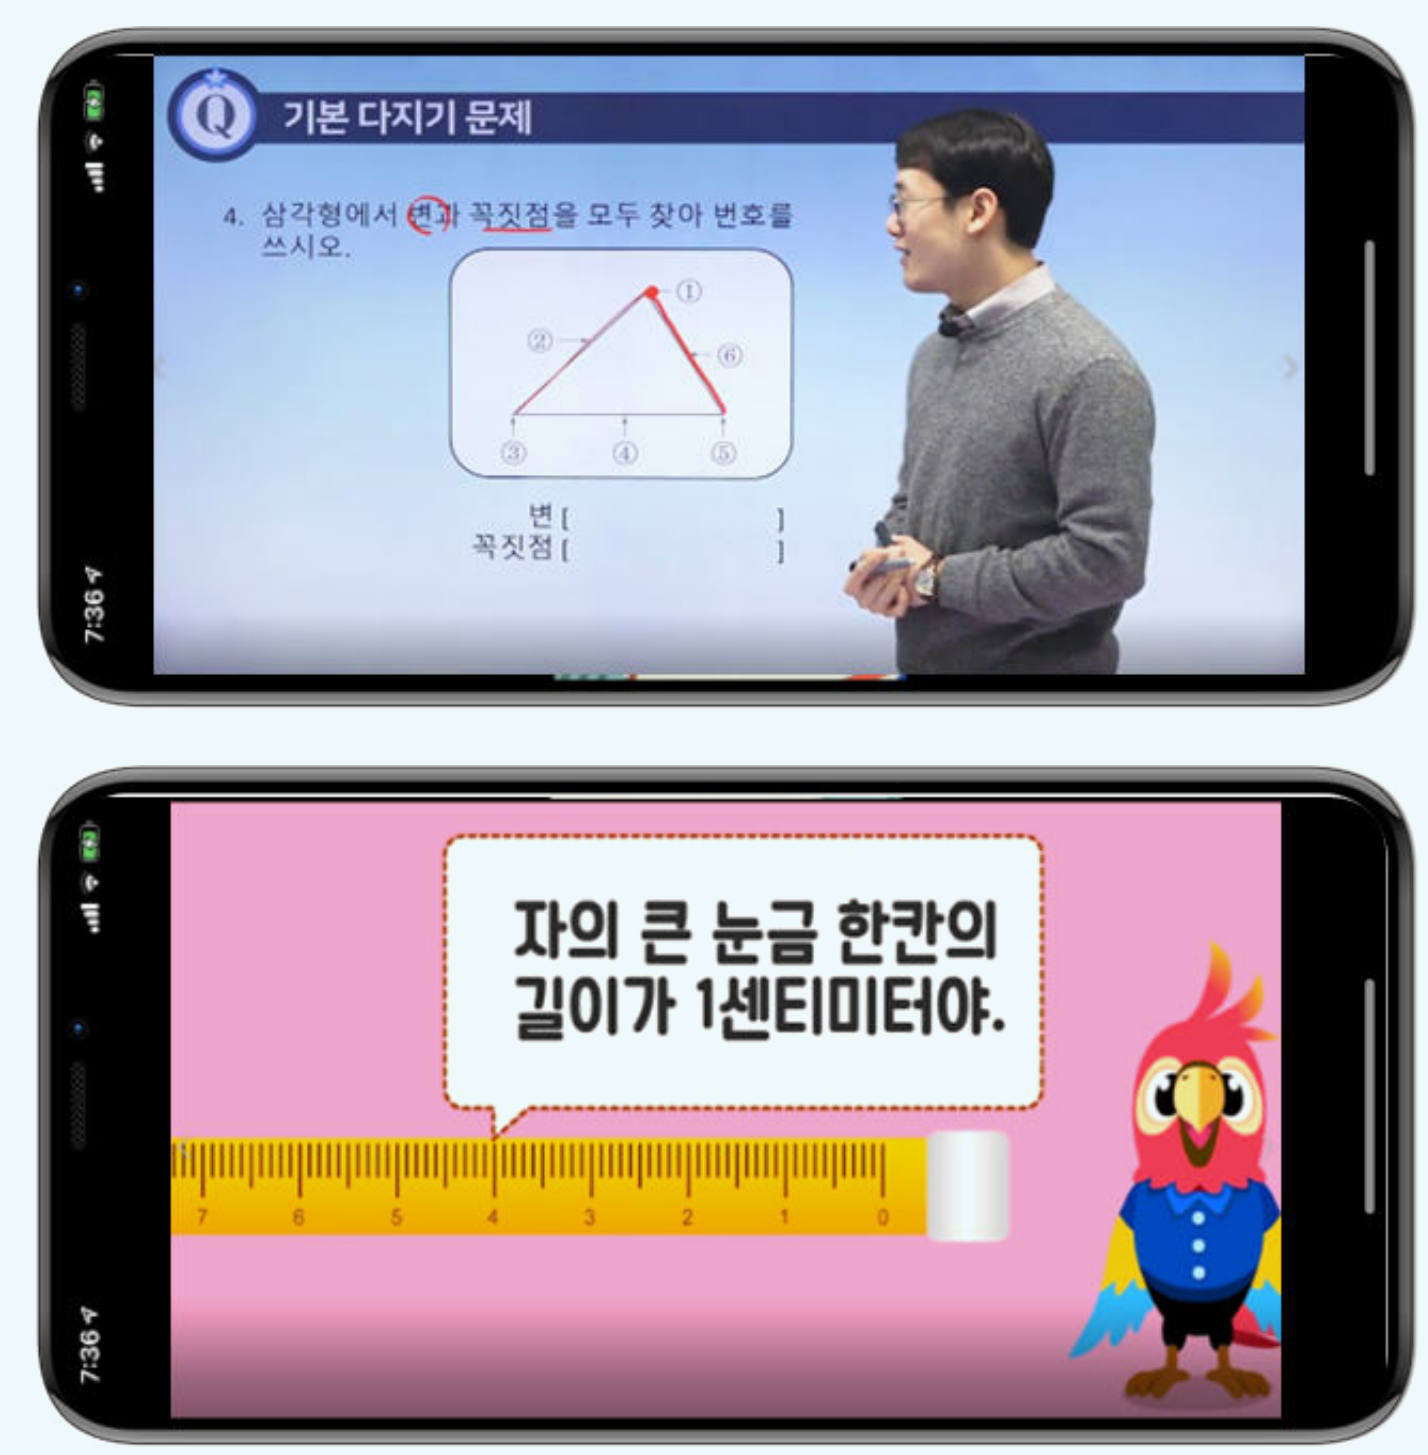 7:36
Q
기본 다지기 문제
4. 삼각형에서 변과 꼭짓점을 모두 찾아 번호를
쓰시오.
①
②
⑥
③ ④ ⑤
변 [ ]
꼭짓점 [ ]
7:36
자의 큰 눈금 한칸의
길이가 1센티미터야.
7 6 5 4 3 2 1 0